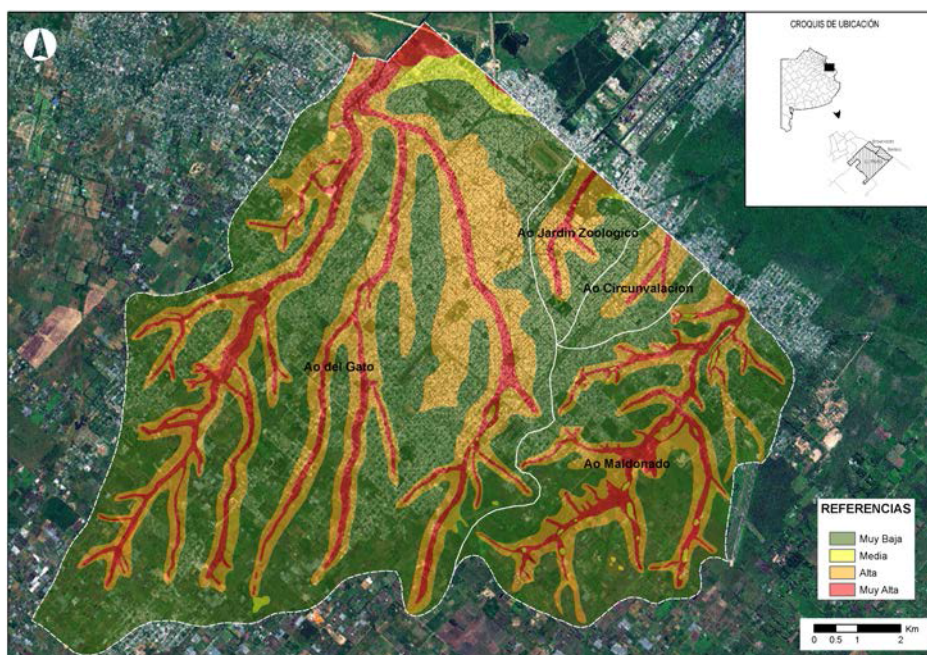 CROQUIS DE UBICACIÓN
Ao Jardin Zoologico
Ao Circunvalacion
Ao del Gato
Ao Maldonado
REFERENCIAS
Muy Baja
Media
Alta
Muy Alta
Km
0 0.5 1 2